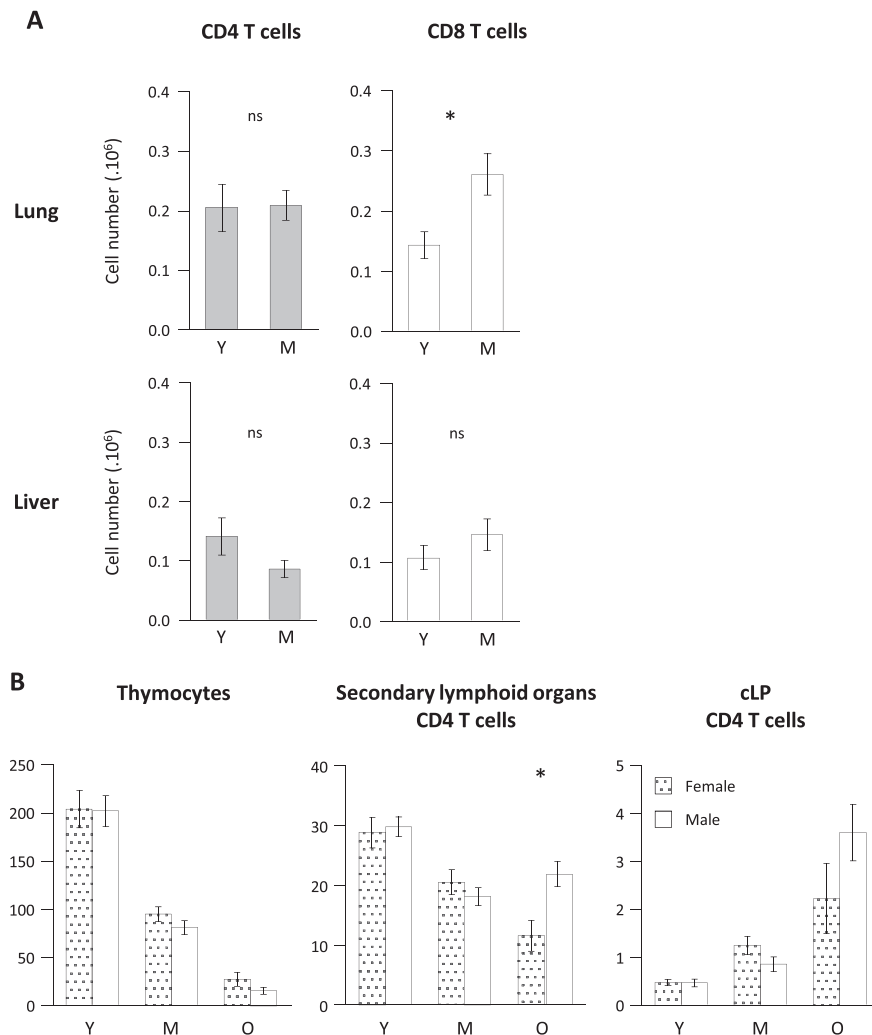 A
CD4 T cells
CD8 T cells
Lung
Cell number (.10⁶)
0.4
0.3
0.2
0.1
0.0
ns
Y M
0.4
0.3
0.2
0.1
0.0
*
Y M
Liver
Cell number (.10⁶)
0.4
0.3
0.2
0.1
0.0
ns
Y M
0.4
0.3
0.2
0.1
0.0
ns
Y M
B
Thymocytes
250
200
150
100
50
0
Y M O
Secondary lymphoid organs
CD4 T cells
40
30
20
10
0
*
Y M O
cLP
CD4 T cells
5
4
3
2
1
0
Female
Male
Y M O